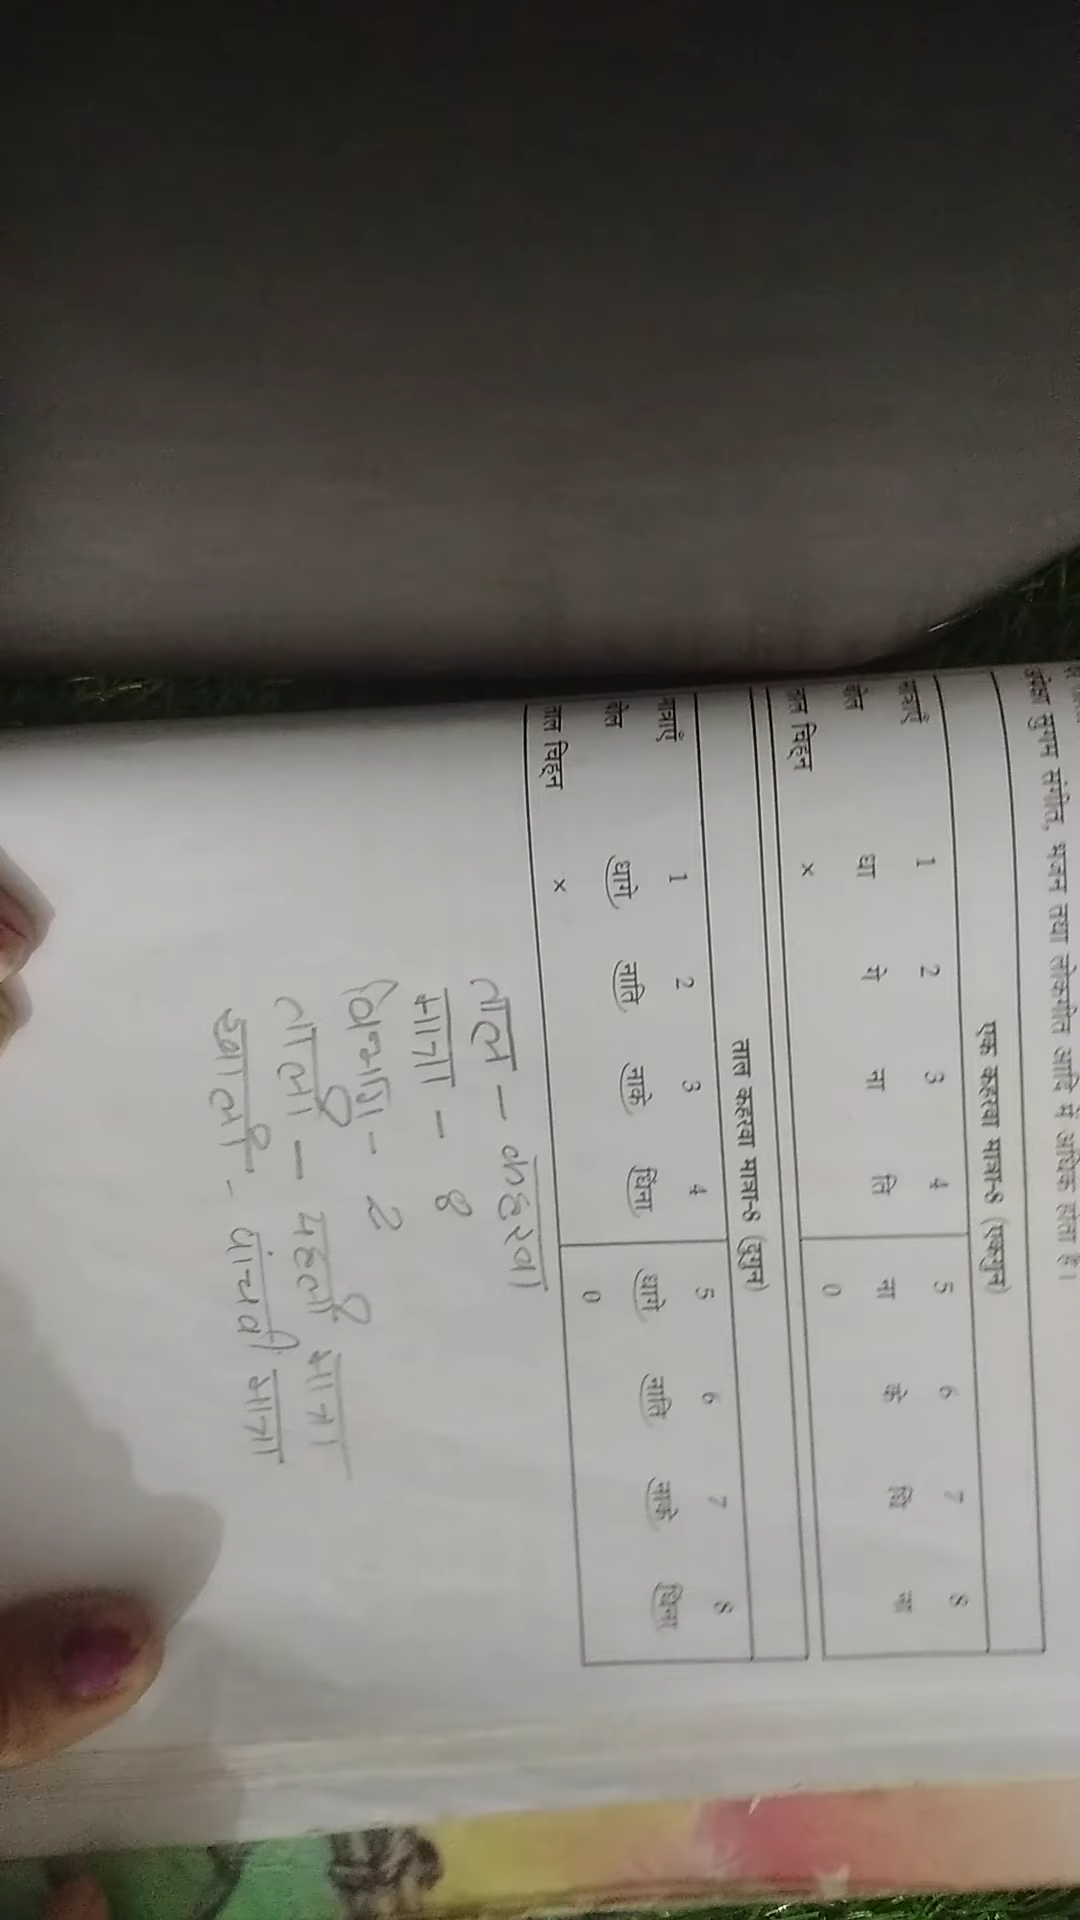 सुगम संगीत, भजन तथा लोकगीत आदि में अधिक होता है।
एक कहरवा मात्रा-8 (एकगुन)
मात्राएँ 1 2 3 4 5 6 7 8
बोल धा गे ना ति ना के धि ना
ताल चिह्न × 0
ताल कहरवा मात्रा-8 (दुगुन)
मात्राएँ 1 2 3 4 5 6 7 8
बोल धागे नाति नाके धिना धागे नाति नाके धिना
ताल चिह्न × 0
ताल - कहरवा
मात्रा - 8
विभाग - 2
ताली - पहली मात्रा
खाली - पांचवी मात्रा